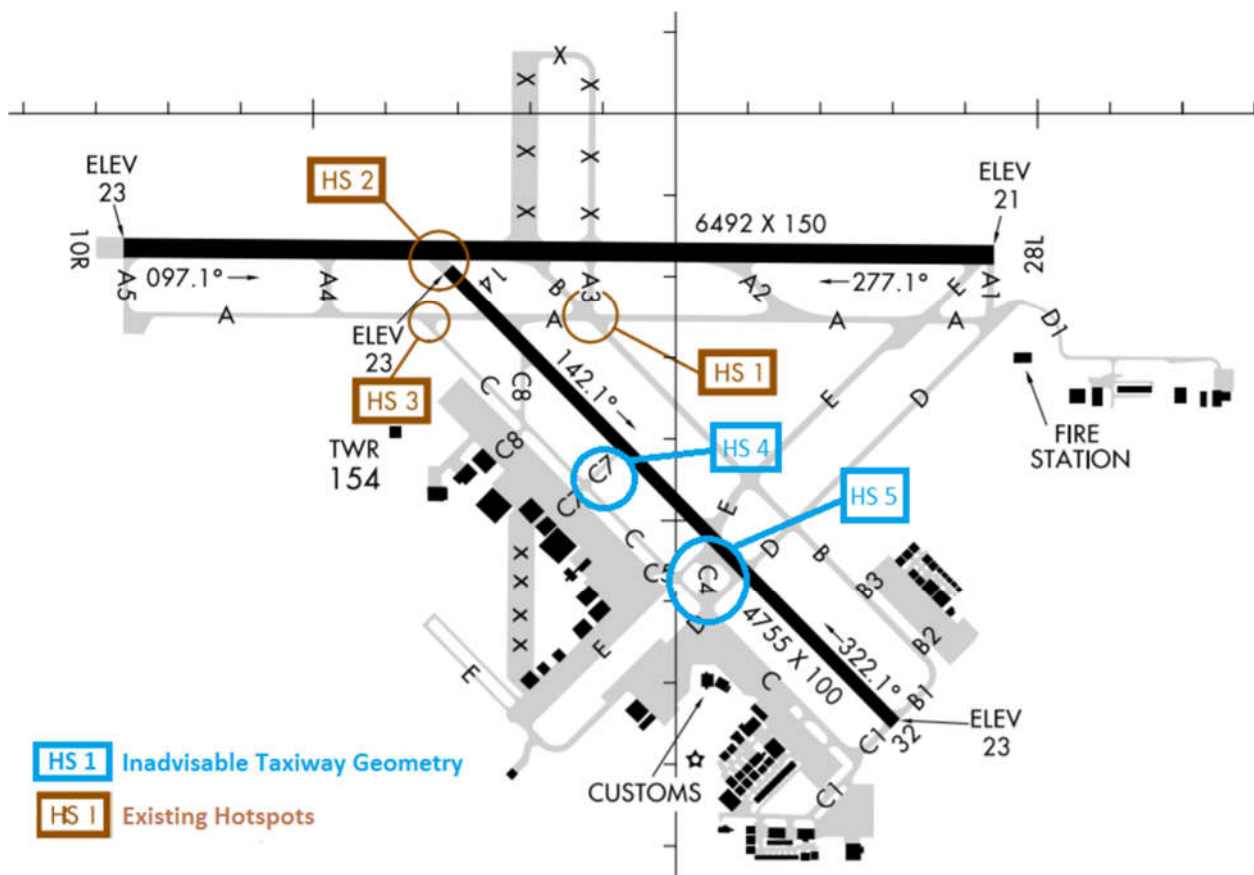 X
X
X
X
X
X
X
X
ELEV
23
HS 2
ELEV
21
6492 X 150
10R
28L
A5
097.1°
A4
14
B
A3
A2
277.1°
E
A1
A
A
A
A
D1
ELEV
23
HS 3
HS 1
142.1°
C
C8
C8
E
D
FIRE
STATION
TWR
154
HS 4
C7
C7
HS 5
E
C
D
B
C5
C4
B3
X
X
X
X
D
4755 X 100
322.1°
B2
E
E
C
B1
C1
32
ELEV
23
CUSTOMS
C1
HS 1 Inadvisable Taxiway Geometry
HS 1 Existing Hotspots